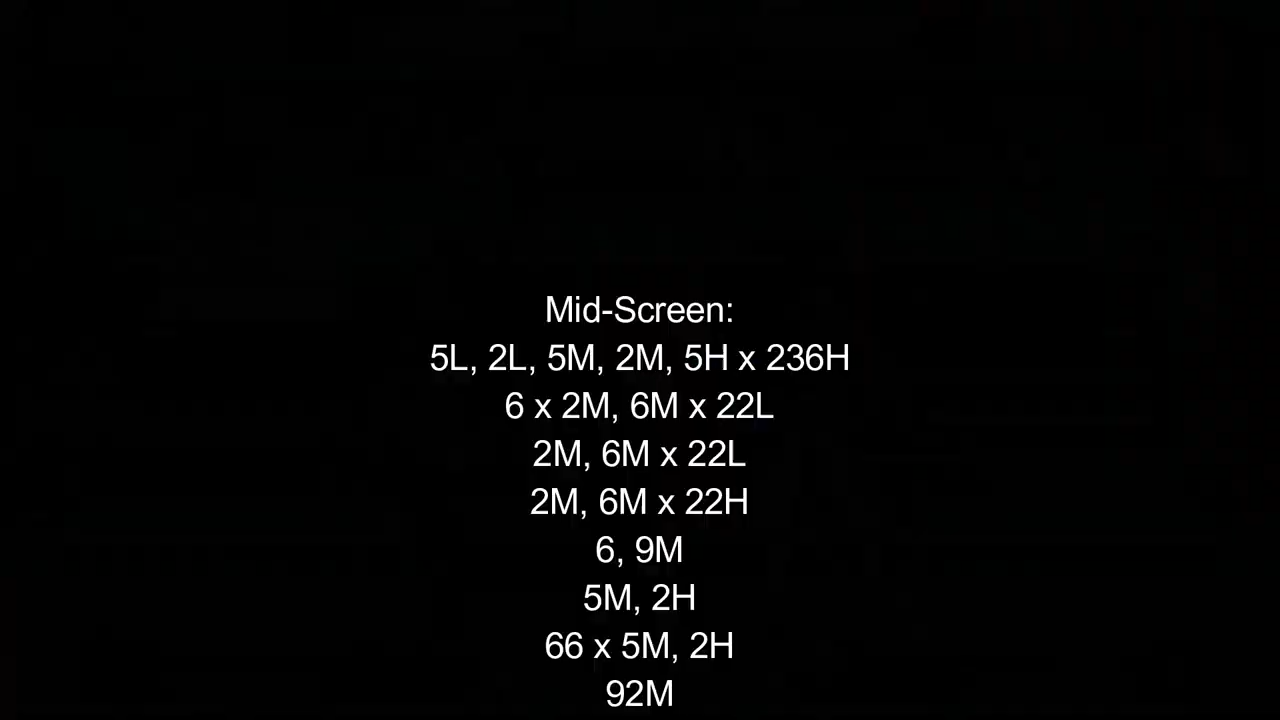 Mid-Screen:
5L, 2L, 5M, 2M, 5H x 236H
6 x 2M, 6M x 22L
2M, 6M x 22L
2M, 6M x 22H
6, 9M
5M, 2H
66 x 5M, 2H
92M